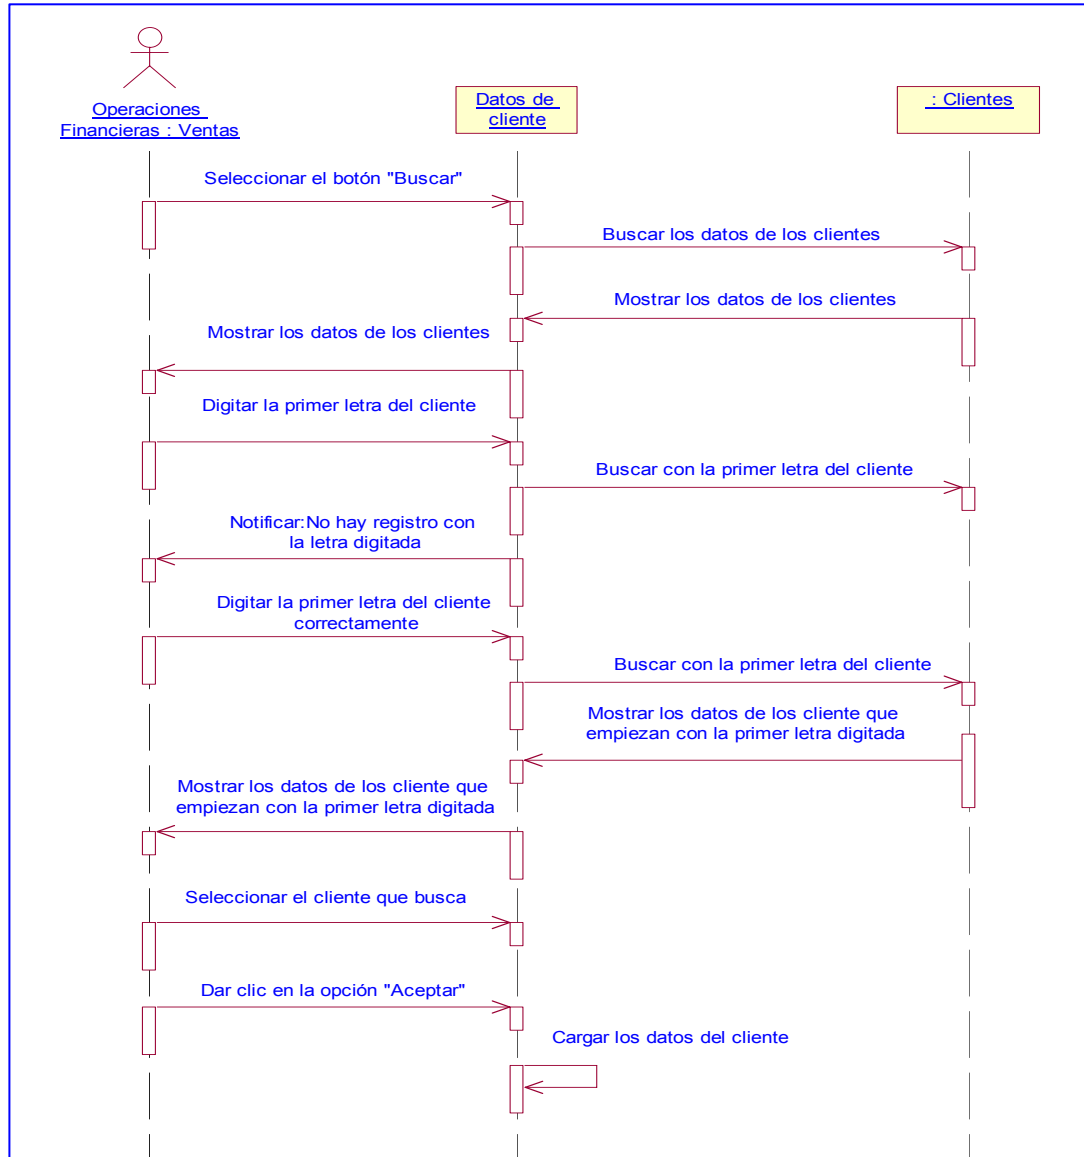 Operaciones
Financieras : Ventas
Datos de
cliente
: Clientes
Seleccionar el botón "Buscar"
Buscar los datos de los clientes
Mostrar los datos de los clientes
Mostrar los datos de los clientes
Digitar la primer letra del cliente
Buscar con la primer letra del cliente
Notificar:No hay registro con
la letra digitada
Digitar la primer letra del cliente
correctamente
Buscar con la primer letra del cliente
Mostrar los datos de los cliente que
empiezan con la primer letra digitada
Mostrar los datos de los cliente que
empiezan con la primer letra digitada
Seleccionar el cliente que busca
Dar clic en la opción "Aceptar"
Cargar los datos del cliente